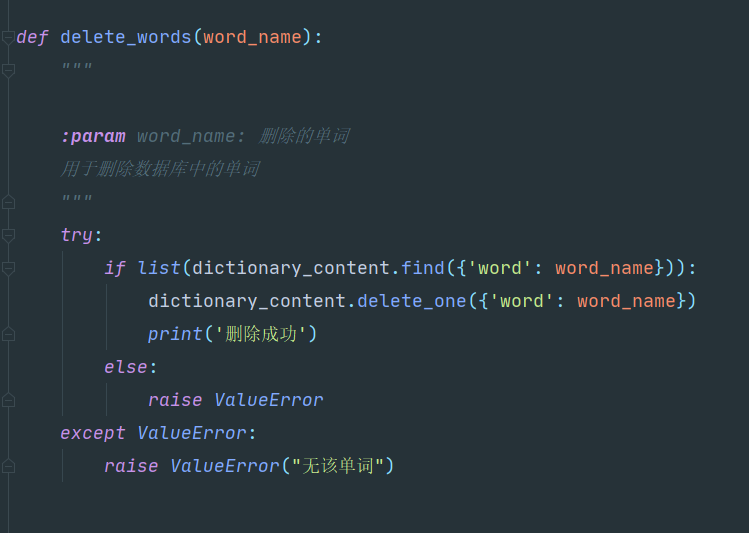 def delete_words(word_name):
    """

    :param word_name: 删除的单词
    用于删除数据库中的单词
    """
    try:
        if list(dictionary_content.find({'word': word_name})):
            dictionary_content.delete_one({'word': word_name})
            print('删除成功')
        else:
            raise ValueError
    except ValueError:
        raise ValueError("无该单词")